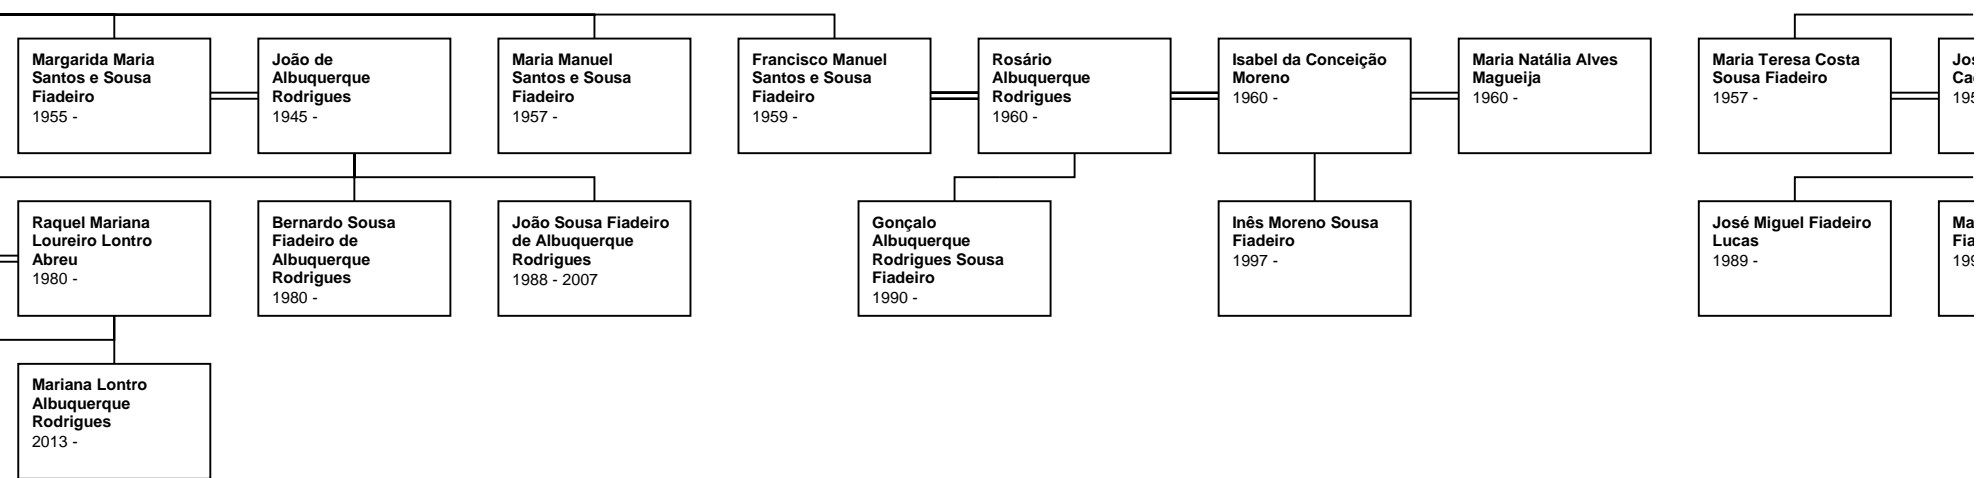 Margarida Maria
Santos e Sousa
Fiadeiro
1955 -
João de
Albuquerque
Rodrigues
1945 -
Maria Manuel
Santos e Sousa
Fiadeiro
1957 -
Francisco Manuel
Santos e Sousa
Fiadeiro
1959 -
Rosário
Albuquerque
Rodrigues
1960 -
Isabel da Conceição
Moreno
1960 -
Maria Natália Alves
Magueija
1960 -
Maria Teresa Costa
Sousa Fiadeiro
1957 -
Raquel Mariana
Loureiro Lontro
Abreu
1980 -
Bernardo Sousa
Fiadeiro de
Albuquerque
Rodrigues
1980 -
João Sousa Fiadeiro
de Albuquerque
Rodrigues
1988 - 2007
Gonçalo
Albuquerque
Rodrigues Sousa
Fiadeiro
1990 -
Inês Moreno Sousa
Fiadeiro
1997 -
José Miguel Fiadeiro
Lucas
1989 -
Mariana Lontro
Albuquerque
Rodrigues
2013 -